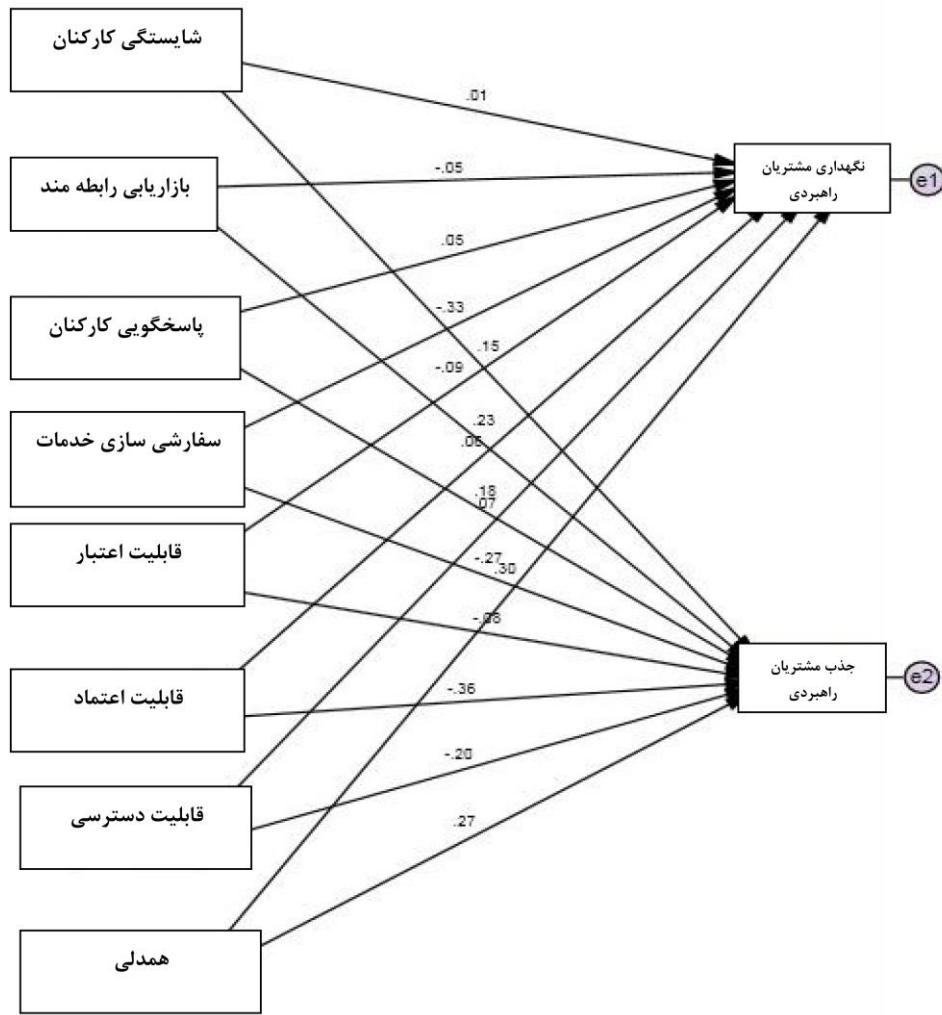 شایستگی کارکنان
.01
نگهداری مشتریان
راهبردی
e1
بازاریابی رابطه مند
-.05
پاسخگویی کارکنان
.05
-.33
.15
-.09
سفارشی سازی خدمات
.23
.06
.18
.07
قابلیت اعتبار
-.27
.30
-.08
جذب مشتریان
راهبردی
e2
قابلیت اعتماد
-.36
-.20
قابلیت دسترسی
.27
همدلی